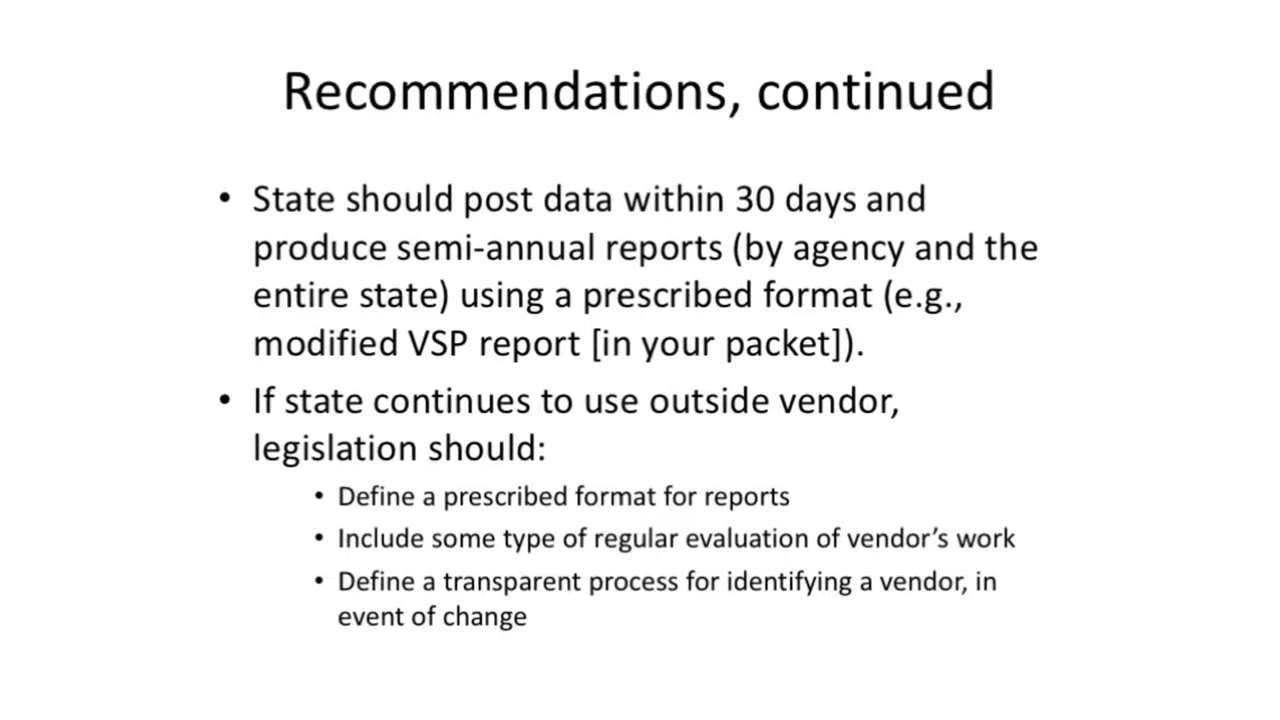 Recommendations, continued
• State should post data within 30 days and
produce semi-annual reports (by agency and the
entire state) using a prescribed format (e.g.,
modified VSP report [in your packet]).
• If state continues to use outside vendor,
legislation should:
• Define a prescribed format for reports
• Include some type of regular evaluation of vendor’s work
• Define a transparent process for identifying a vendor, in
event of change